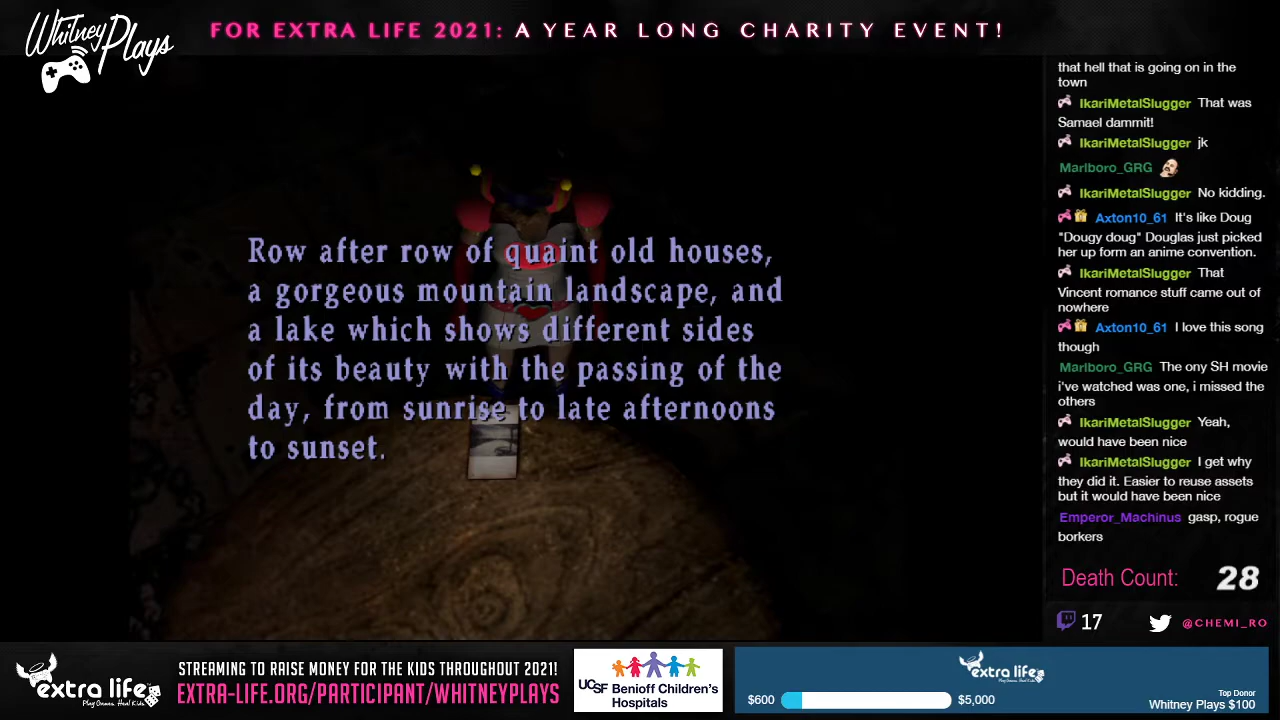 Whitney Plays
FOR EXTRA LIFE 2021: A YEAR LONG CHARITY EVENT!
Row after row of quaint old houses,
a gorgeous mountain landscape, and
a lake which shows different sides
of its beauty with the passing of the
day, from sunrise to late afternoons
to sunset.
that hell that is going on in the
town
IkariMetalSlugger That was
Samael dammit!
IkariMetalSlugger jk
Marlboro_GRG
IkariMetalSlugger No kidding.
Axton10_61 It's like Doug
"Dougy doug" Douglas just picked
her up form an anime convention.
IkariMetalSlugger That
Vincent romance stuff came out of
nowhere
Axton10_61 I love this song
though
Marlboro_GRG The ony SH movie
i've watched was one, i missed the
others
IkariMetalSlugger Yeah,
would have been nice
IkariMetalSlugger I get why
they did it. Easier to reuse assets
but it would have been nice
Emperor_Machinus gasp, rogue
borkers
Death Count: 28
17 @CHEMI_RO
extra life
Play Games. Heal Kids.
STREAMING TO RAISE MONEY FOR THE KIDS THROUGHOUT 2021!
EXTRA-LIFE.ORG/PARTICIPANT/WHITNEYPLAYS
UCSF Benioff Children's
Hospitals
extra life
Play Games. Heal Kids.
$600 $5,000
Top Donor
Whitney Plays $100